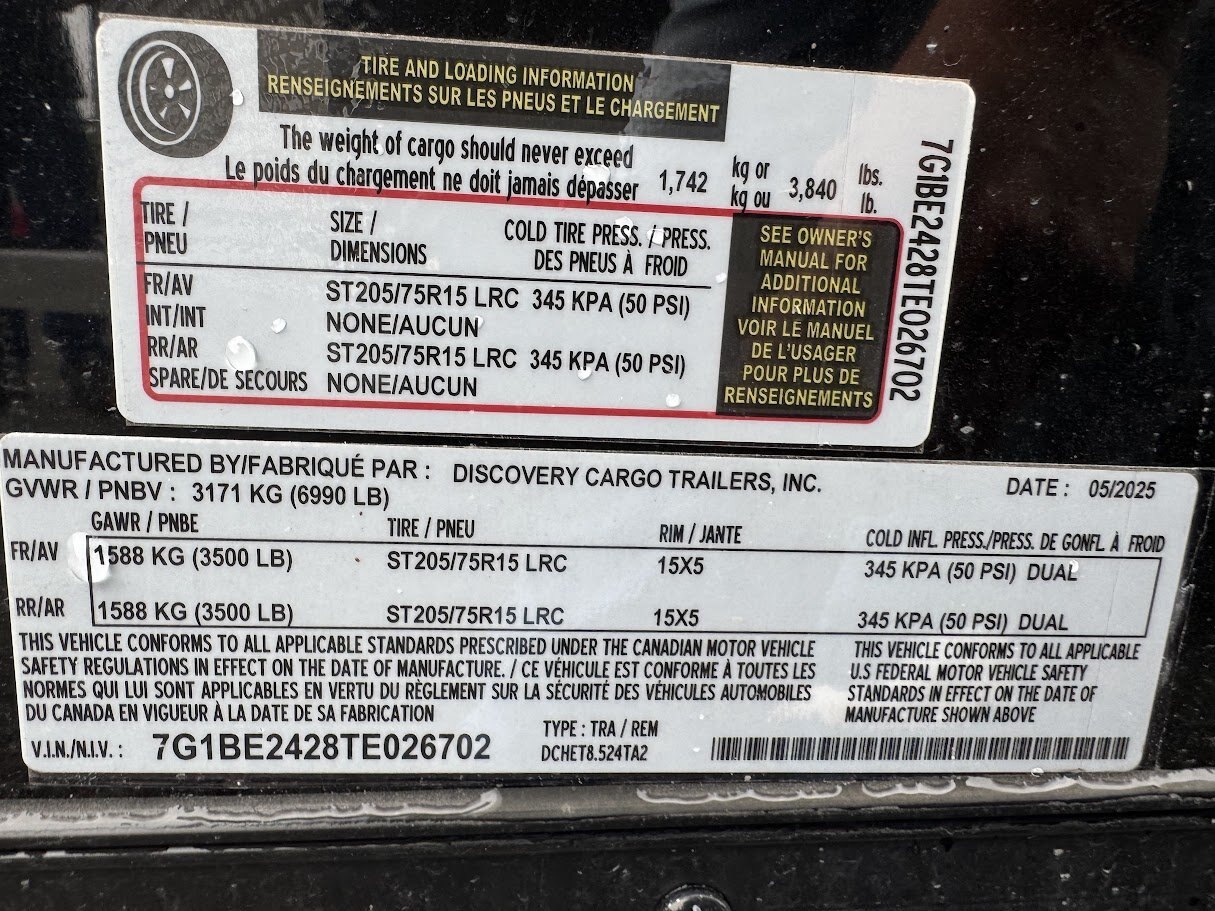 TIRE AND LOADING INFORMATION
RENSEIGNEMENTS SUR LES PNEUS ET LE CHARGEMENT
The weight of cargo should never exceed
Le poids du chargement ne doit jamais dépasser 1,742 kg or kg ou 3,840 lbs. lb.
TIRE / PNEU SIZE / DIMENSIONS COLD TIRE PRESS. / PRESS. DES PNEUS À FROID
FR/AV ST205/75R15 LRC 345 KPA (50 PSI)
INT/INT NONE/AUCUN
RR/AR ST205/75R15 LRC 345 KPA (50 PSI)
SPARE/DE SECOURS NONE/AUCUN
SEE OWNER'S
MANUAL FOR
ADDITIONAL
INFORMATION
VOIR LE MANUEL
DE L'USAGER
POUR PLUS DE
RENSEIGNEMENTS
7G1BE2428TE026702
MANUFACTURED BY/FABRIQUÉ PAR : DISCOVERY CARGO TRAILERS, INC. DATE : 05/2025
GVWR / PNBV : 3171 KG (6990 LB)
GAWR / PNBE TIRE / PNEU RIM / JANTE COLD INFL. PRESS./PRESS. DE GONFL. À FROID
FR/AV 1588 KG (3500 LB) ST205/75R15 LRC 15X5 345 KPA (50 PSI) DUAL
RR/AR 1588 KG (3500 LB) ST205/75R15 LRC 15X5 345 KPA (50 PSI) DUAL
THIS VEHICLE CONFORMS TO ALL APPLICABLE STANDARDS PRESCRIBED UNDER THE CANADIAN MOTOR VEHICLE
SAFETY REGULATIONS IN EFFECT ON THE DATE OF MANUFACTURE. / CE VÉHICULE EST CONFORME À TOUTES LES
NORMES QUI LUI SONT APPLICABLES EN VERTU DU RÈGLEMENT SUR LA SÉCURITÉ DES VÉHICULES AUTOMOBILES
DU CANADA EN VIGUEUR À LA DATE DE SA FABRICATION
THIS VEHICLE CONFORMS TO ALL APPLICABLE
U.S FEDERAL MOTOR VEHICLE SAFETY
STANDARDS IN EFFECT ON THE DATE OF
MANUFACTURE SHOWN ABOVE
V.I.N./N.I.V. : 7G1BE2428TE026702
TYPE : TRA / REM
DCHET8.524TA2